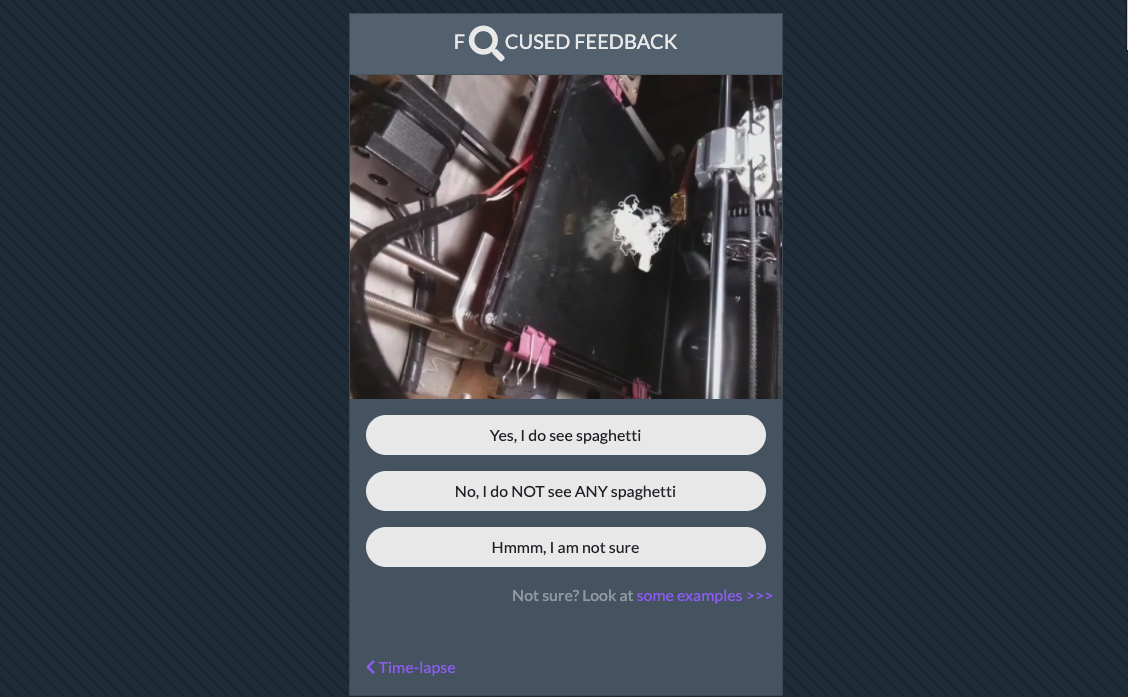 F CUSED FEEDBACK
Yes, I do see spaghetti
No, I do NOT see ANY spaghetti
Hmmm, I am not sure
Not sure? Look at some examples >>>
Time-lapse